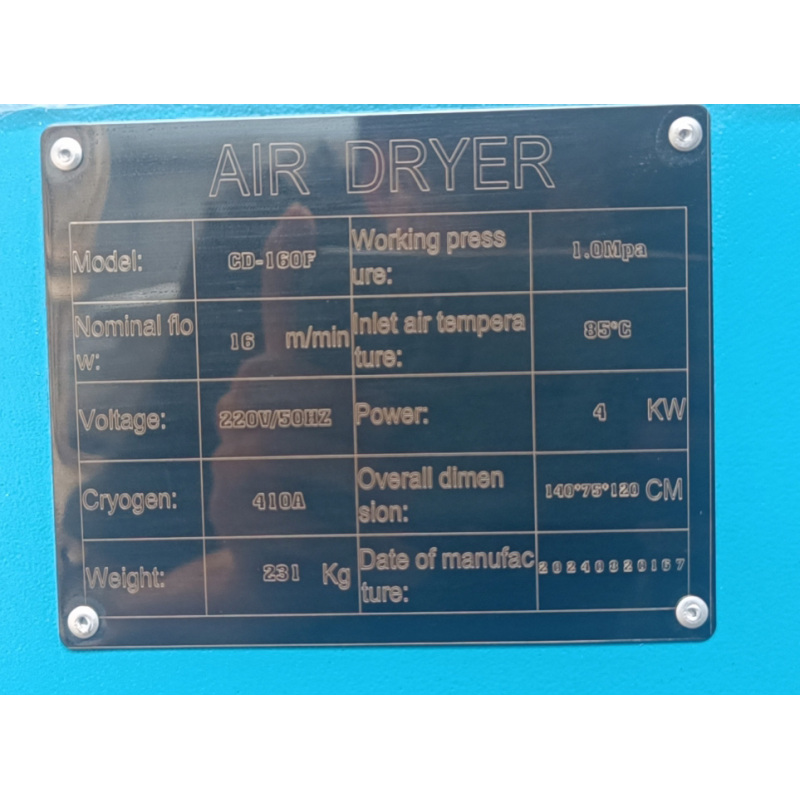 AIR DRYER
Model: CD-160F Working press
ure: 1.0Mpa
Nominal flo
w: 16 m/min Inlet air tempera
ture: 85°C
Voltage: 220V/50HZ Power: 4 KW
Cryogen: 410A Overall dimen
sion: 140*75*120 CM
Weight: 231 Kg Date of manufac
ture: 20240320167